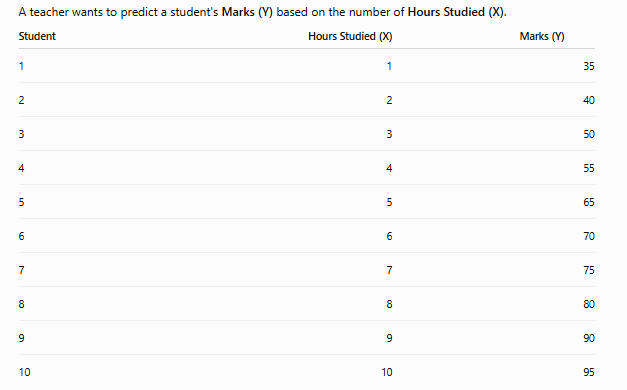 A teacher wants to predict a student's Marks (Y) based on the number of Hours Studied (X).
Student Hours Studied (X) Marks (Y)
1 1 35
2 2 40
3 3 50
4 4 55
5 5 65
6 6 70
7 7 75
8 8 80
9 9 90
10 10 95